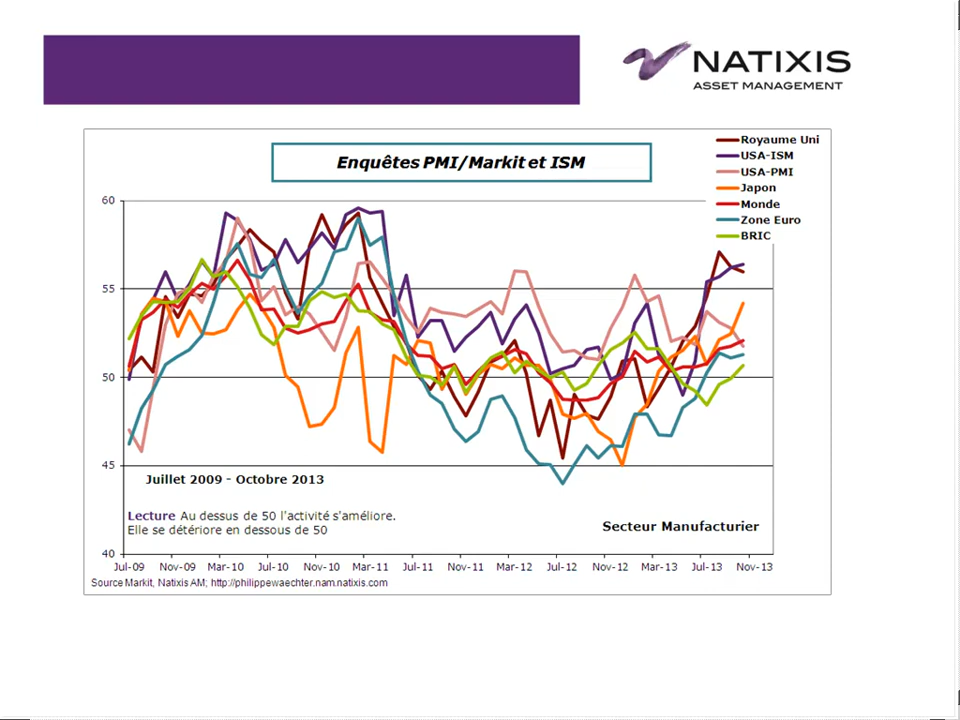 NATIXIS
ASSET MANAGEMENT
Enquêtes PMI/Markit et ISM
Royaume Uni
USA-ISM
USA-PMI
Japon
Monde
Zone Euro
BRIC
60
55
50
45
40
Juillet 2009 - Octobre 2013
Lecture Au dessus de 50 l'activité s'améliore.
Elle se détériore en dessous de 50
Secteur Manufacturier
Jul-09 Nov-09 Mar-10 Jul-10 Nov-10 Mar-11 Jul-11 Nov-11 Mar-12 Jul-12 Nov-12 Mar-13 Jul-13 Nov-13
Source Markit, Natixis AM; http://philippewaechter.nam.natixis.com